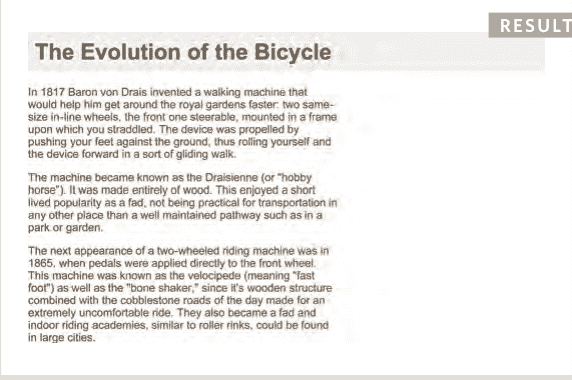 RESULT
The Evolution of the Bicycle
In 1817 Baron von Drais invented a walking machine that
would help him get around the royal gardens faster: two same-
size in-line wheels, the front one steerable, mounted in a frame
upon which you straddled. The device was propelled by
pushing your feet against the ground, thus rolling yourself and
the device forward in a sort of gliding walk.
The machine became known as the Draisienne (or "hobby
horse"). It was made entirely of wood. This enjoyed a short
lived popularity as a fad, not being practical for transportation in
any other place than a well maintained pathway such as in a
park or garden.
The next appearance of a two-wheeled riding machine was in
1865, when pedals were applied directly to the front wheel.
This machine was known as the velocipede (meaning "fast
foot") as well as the "bone shaker," since it's wooden structure
combined with the cobblestone roads of the day made for an
extremely uncomfortable ride. They also became a fad and
indoor riding academies, similar to roller rinks, could be found
in large cities.